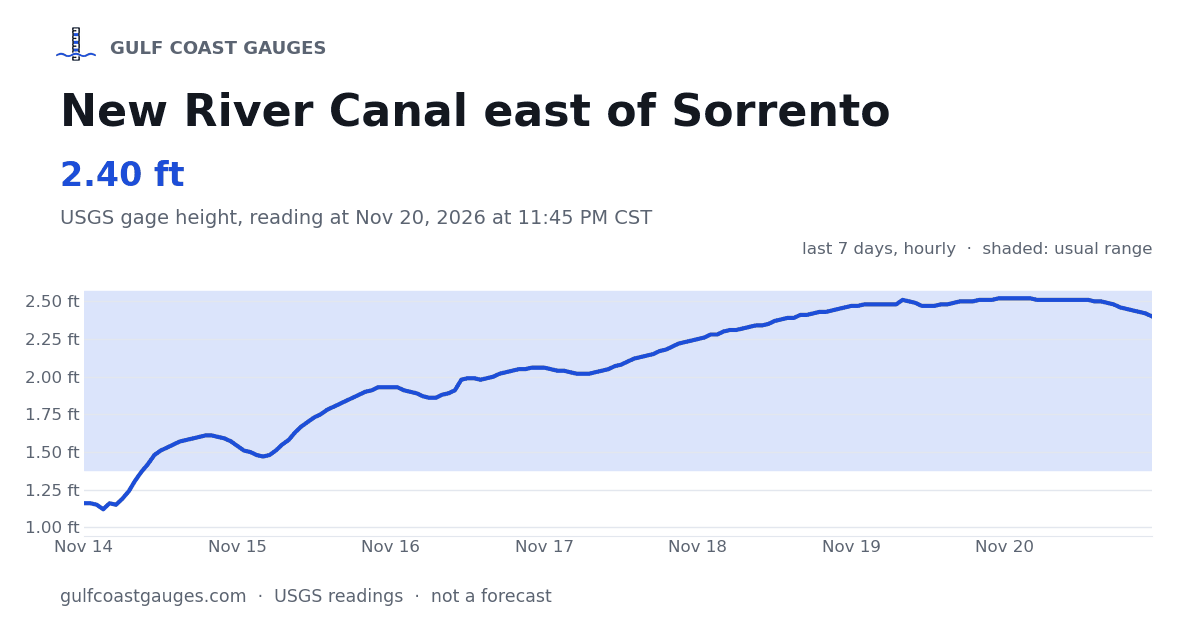 GULF COAST GAUGES
New River Canal east of Sorrento
2.40 ft
USGS gage height, reading at Nov 20, 2026 at 11:45 PM CST
last 7 days, hourly · shaded: usual range
2.50 ft
2.25 ft
2.00 ft
1.75 ft
1.50 ft
1.25 ft
1.00 ft
Nov 14 Nov 15 Nov 16 Nov 17 Nov 18 Nov 19 Nov 20
gulfcoastgauges.com · USGS readings · not a forecast